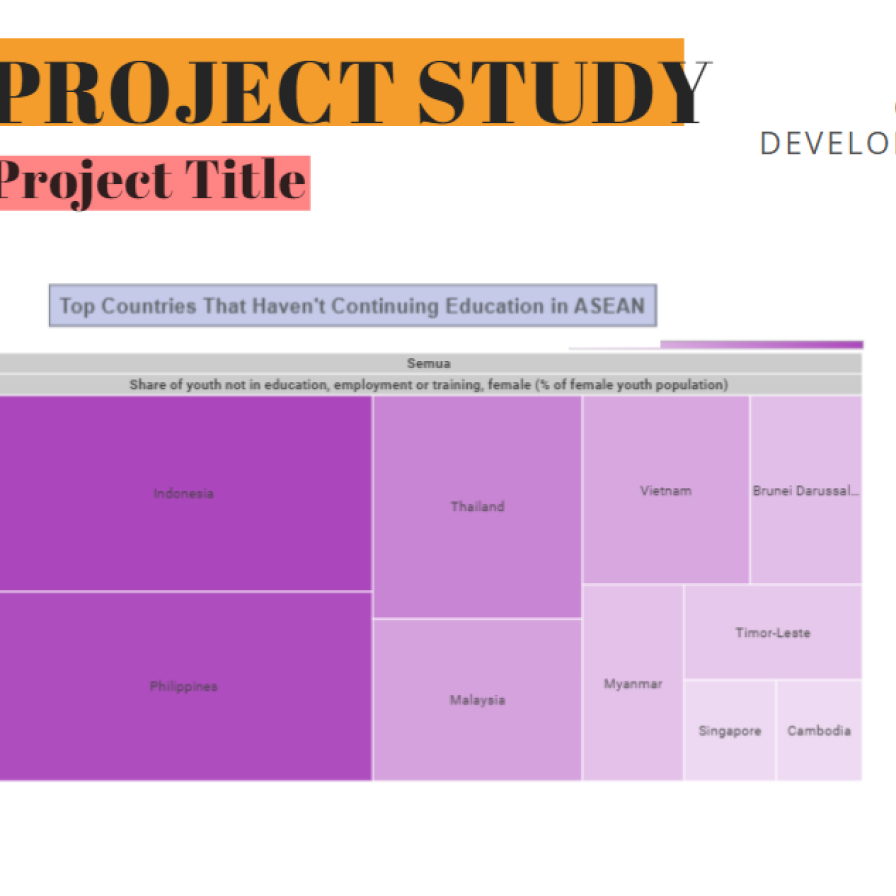 PROJECT STUDY
DEVELO
Project Title
Top Countries That Haven't Continuing Education in ASEAN
Semua
Share of youth not in education, employment or training, female (% of female youth population)
Indonesia
Thailand
Vietnam
Brunei Darussal...
Philippines
Malaysia
Myanmar
Timor-Leste
Singapore
Cambodia